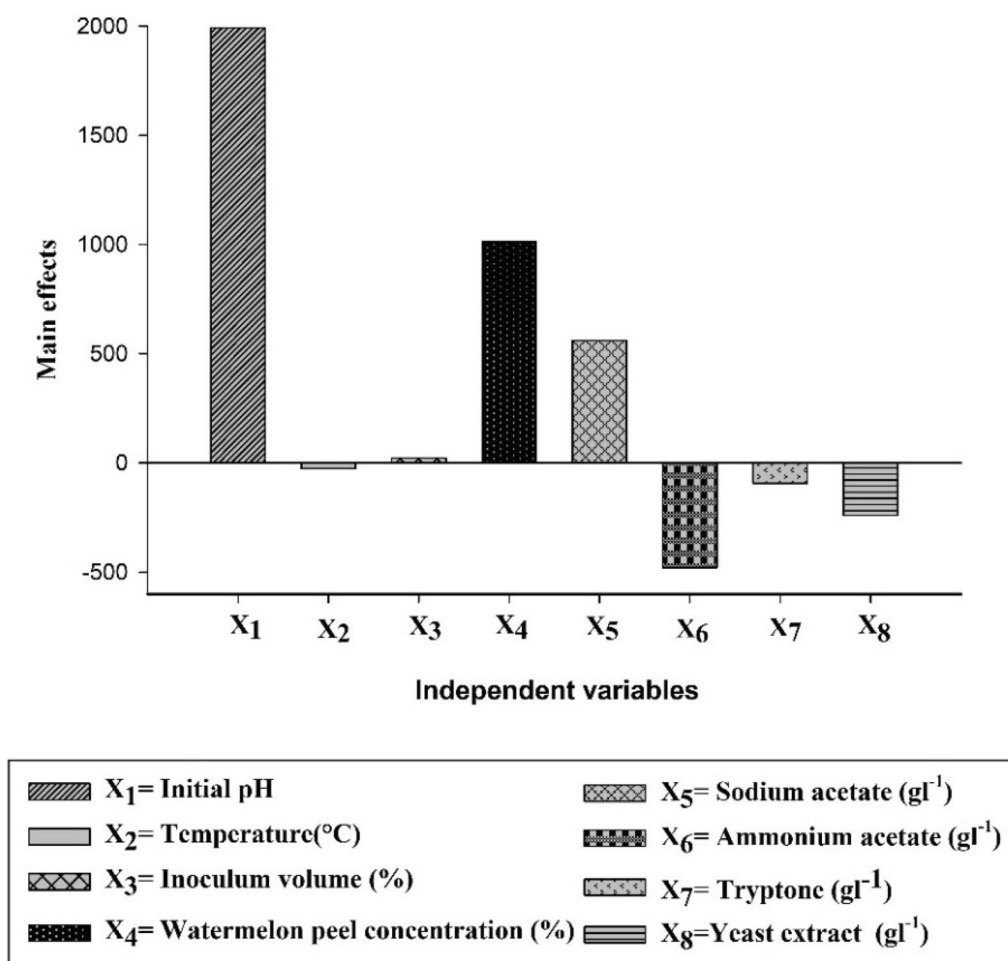 2000
1500
1000
500
0
-500
Main effects
X1 X2 X3 X4 X5 X6 X7 X8
Independent variables
X1= Initial pH
X2= Temperature(°C)
X3= Inoculum volume (%)
X4= Watermelon peel concentration (%)
X5= Sodium acetate (gl-1)
X6= Ammonium acetate (gl-1)
X7= Tryptone (gl-1)
X8=Yeast extract (gl-1)